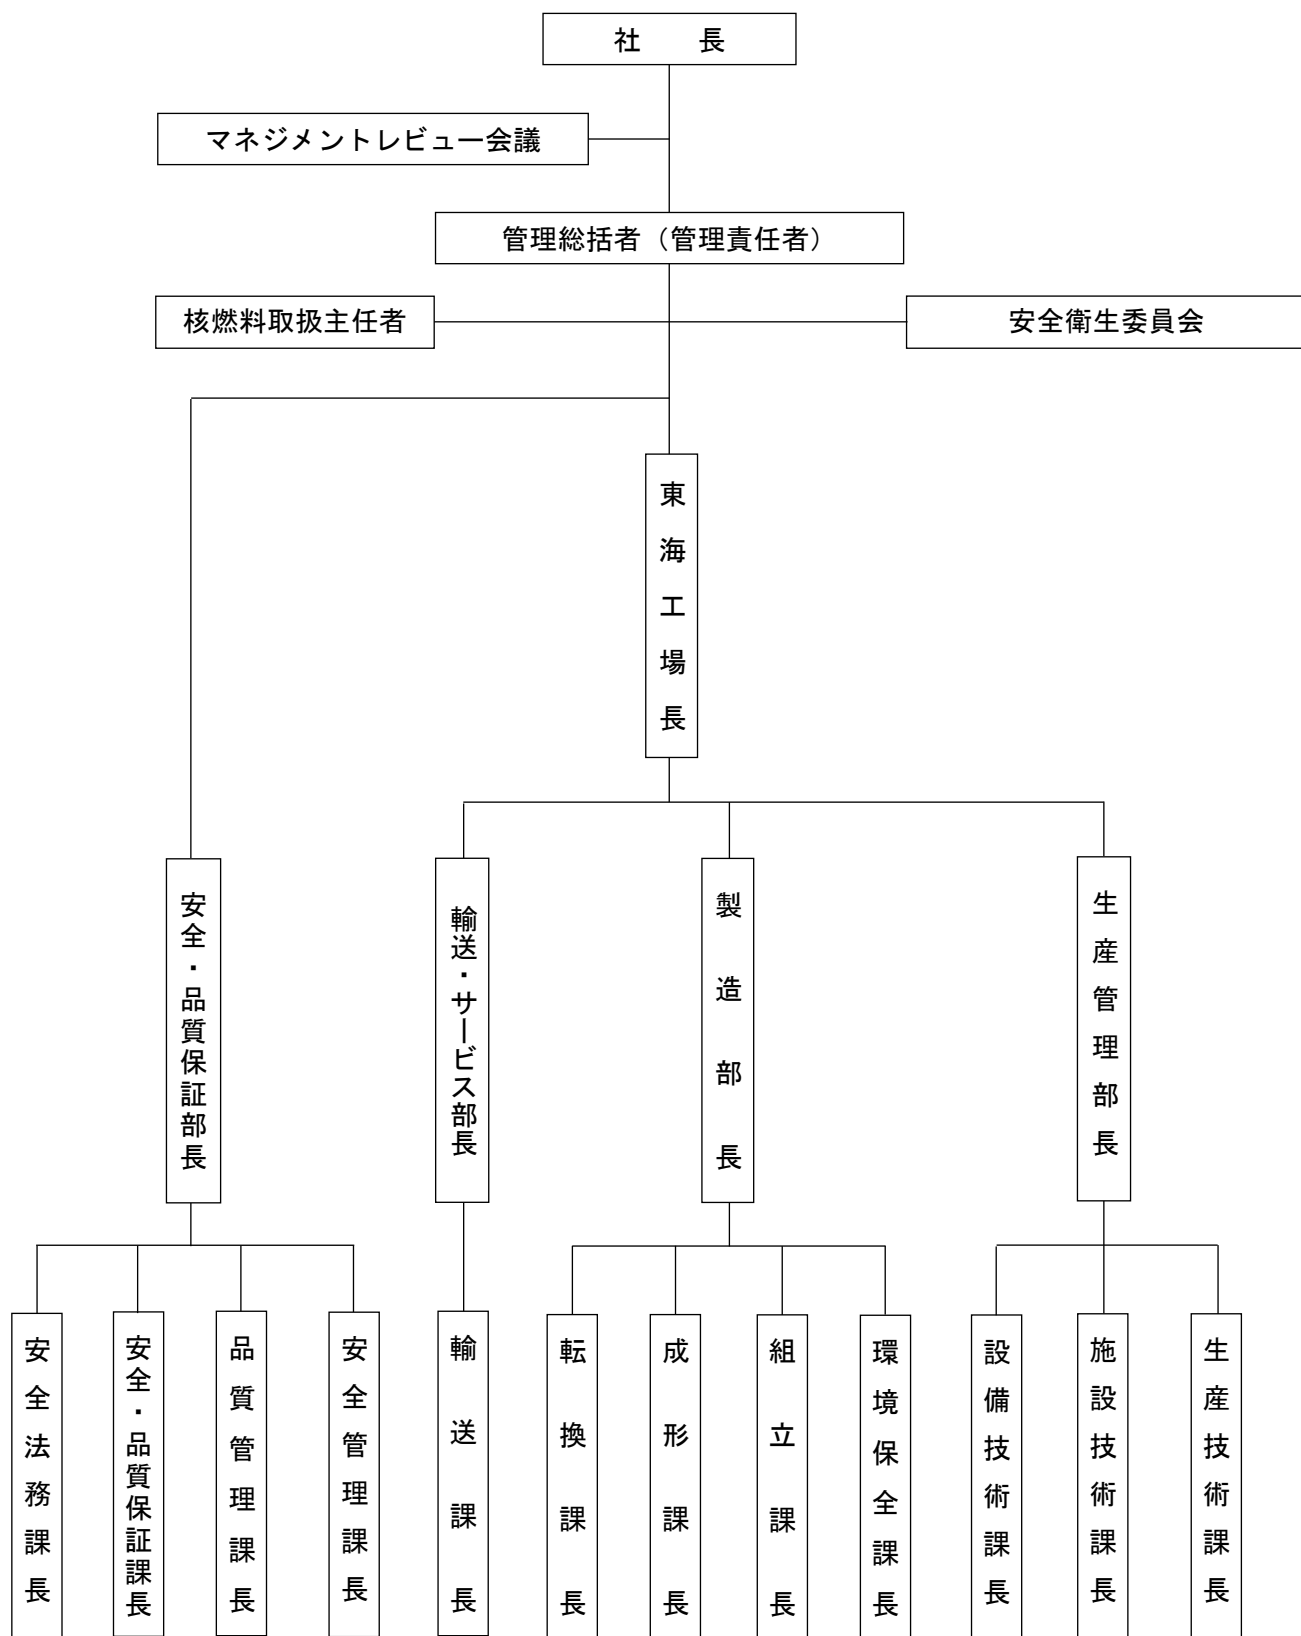 社　　長
マネジメントレビュー会議
管理総括者（管理責任者）
核燃料取扱主任者
安全衛生委員会
東海工場長
安全・品質保証部長
輸送・サービス部長
製造部長
生産管理部長
安全法務課長
安全・品質保証課長
品質管理課長
安全管理課長
輸送課長
転換課長
成形課長
組立課長
環境保全課長
設備技術課長
施設技術課長
生産技術課長